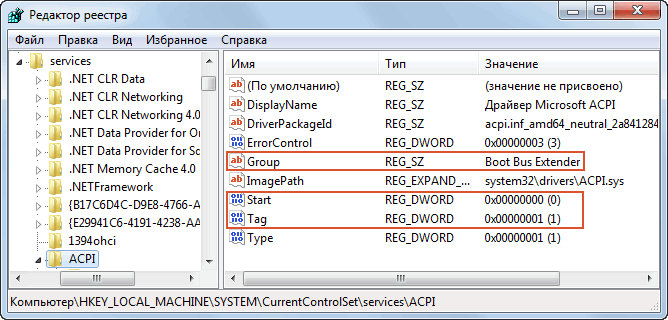 Редактор реестра
Файл Правка Вид Избранное Справка
services
.NET CLR Data
.NET CLR Networking
.NET CLR Networking 4.0
.NET Data Provider for Or
.NET Data Provider for Sc
.NET Memory Cache 4.0
.NETFramework
{B17C6D4C-D9E8-4766-A
{E29941C6-4191-4238-AA
1394ohci
ACPI
Имя Тип Значение
(По умолчанию) REG_SZ (значение не присвоено)
DisplayName REG_SZ Драйвер Microsoft ACPI
DriverPackageId REG_SZ acpi.inf_amd64_neutral_2a841284
ErrorControl REG_DWORD 0x00000003 (3)
Group REG_SZ Boot Bus Extender
ImagePath REG_EXPAND_... system32\drivers\ACPI.sys
Start REG_DWORD 0x00000000 (0)
Tag REG_DWORD 0x00000001 (1)
Type REG_DWORD 0x00000001 (1)
Компьютер\HKEY_LOCAL_MACHINE\SYSTEM\CurrentControlSet\services\ACPI